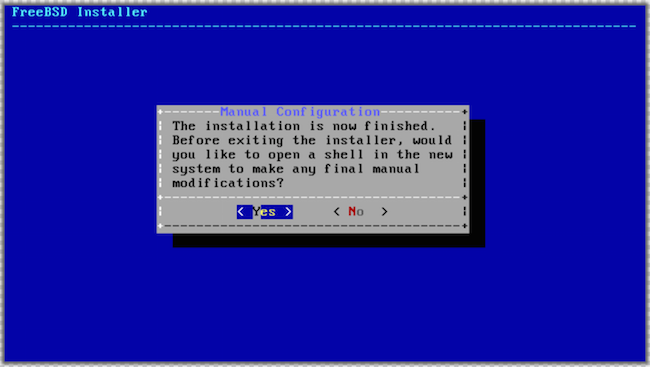 FreeBSD Installer
Manual Configuration
The installation is now finished.
Before exiting the installer, would
you like to open a shell in the new
system to make any final manual
modifications?
< Yes > < No >